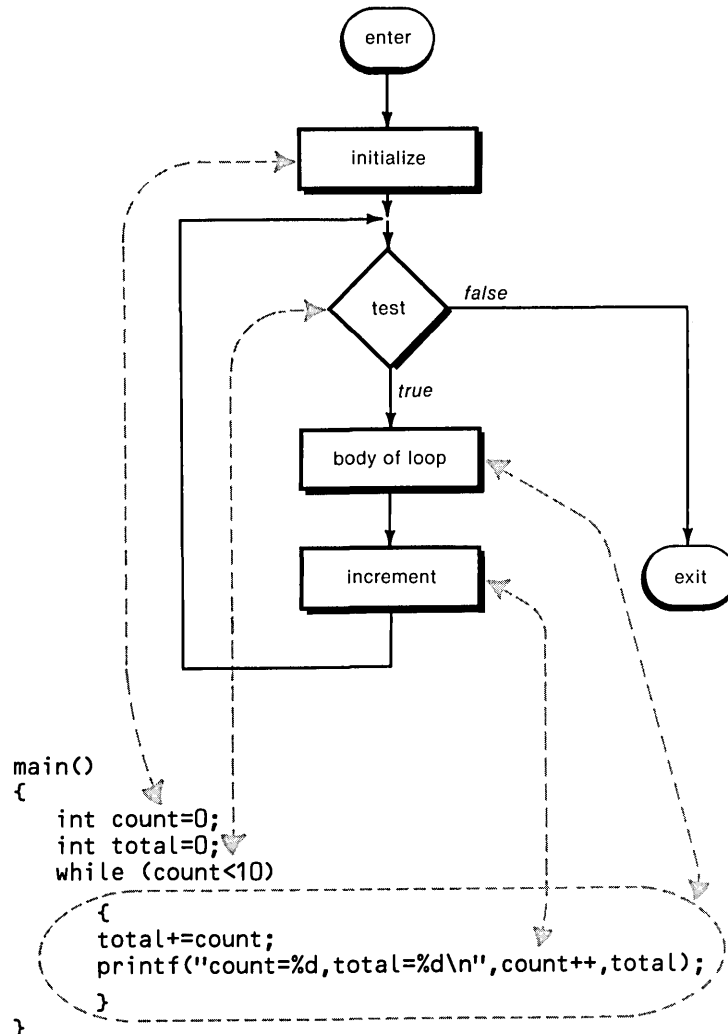 enter
initialize
test
false
true
body of loop
increment
exit
main()
{
int count=0;
int total=0;
while (count<10)
{
total+=count;
printf("count=%d,total=%d\n",count++,total);
}
}